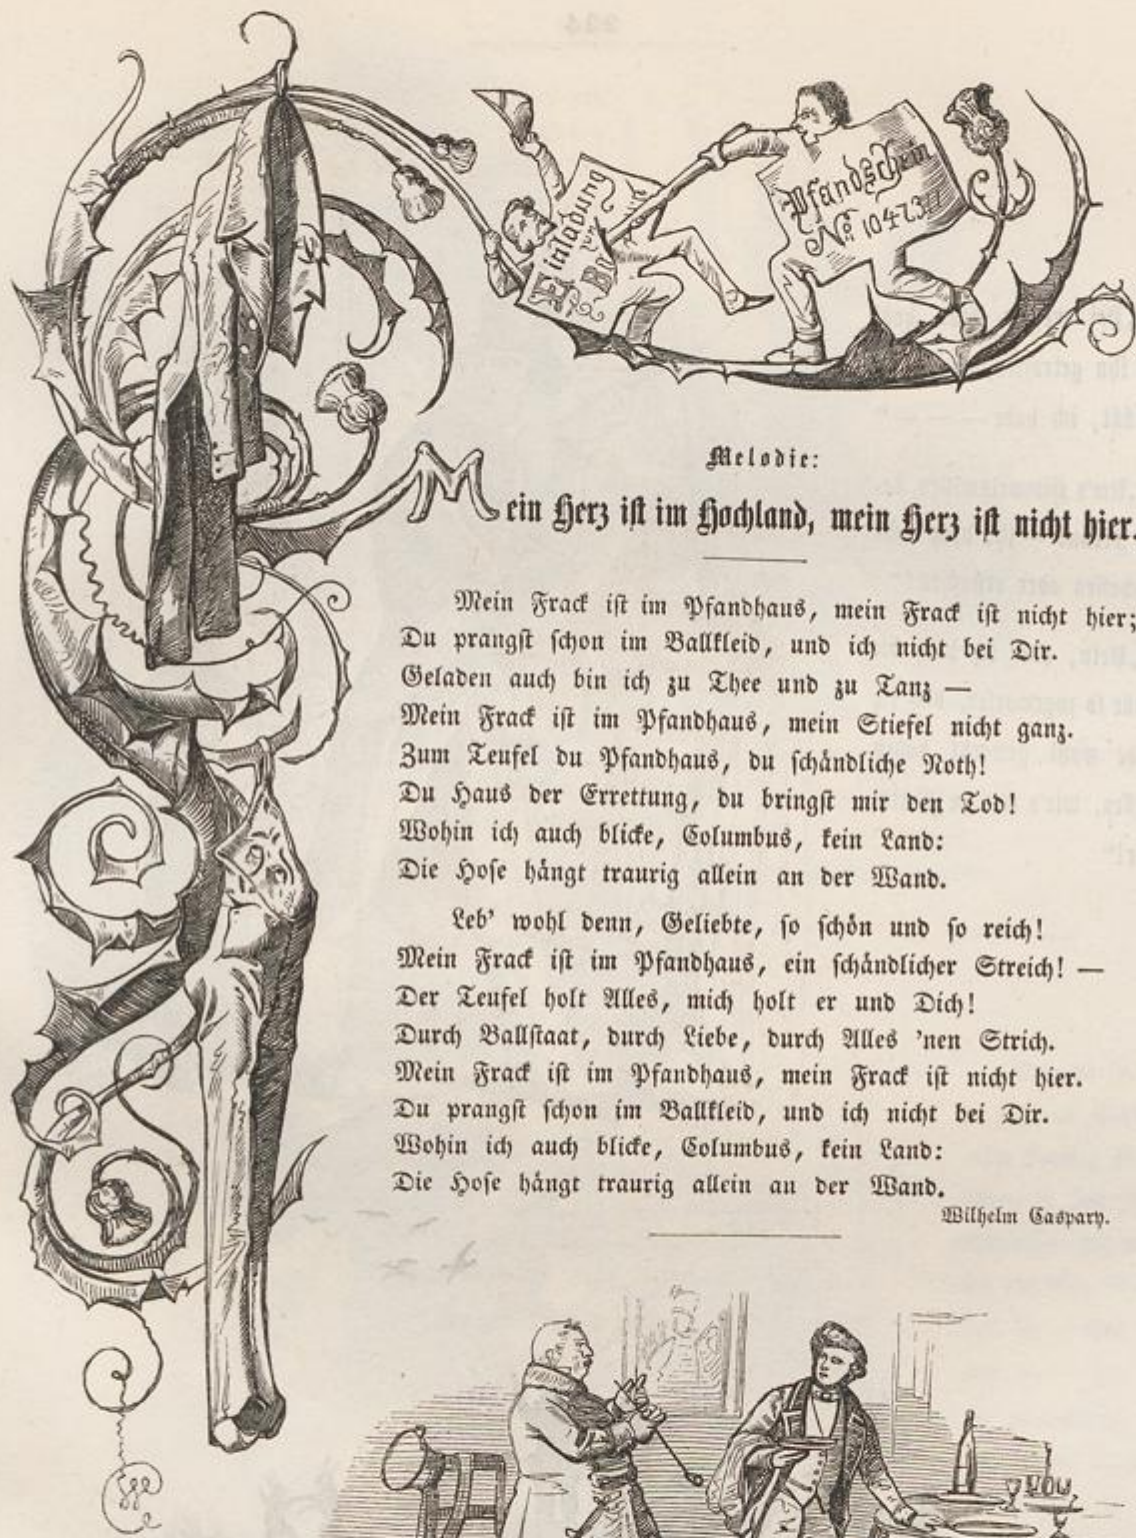 Einladung
zum
Pfandschein
No. 10473
Melodie:
Mein Herz ist im Hochland, mein Herz ist nicht hier.
Mein Frack ist im Pfandhaus, mein Frack ist nicht hier;
Du prangst schon im Ballkleid, und ich nicht bei Dir.
Geladen auch bin ich zu Thee und zu Tanz —
Mein Frack ist im Pfandhaus, mein Stiefel nicht ganz.
Zum Teufel du Pfandhaus, du schändliche Noth!
Du Haus der Errettung, du bringst mir den Tod!
Wohin ich auch blicke, Columbus, kein Land:
Die Hose hängt traurig allein an der Wand.
Leb' wohl denn, Geliebte, so schön und so reich!
Mein Frack ist im Pfandhaus, ein schändlicher Streich! —
Der Teufel holt Alles, mich holt er und Dich!
Durch Ballstaat, durch Liebe, durch Alles 'nen Strich.
Mein Frack ist im Pfandhaus, mein Frack ist nicht hier.
Du prangst schon im Ballkleid, und ich nicht bei Dir.
Wohin ich auch blicke, Columbus, kein Land:
Die Hose hängt traurig allein an der Wand.
Wilhelm Caspary.